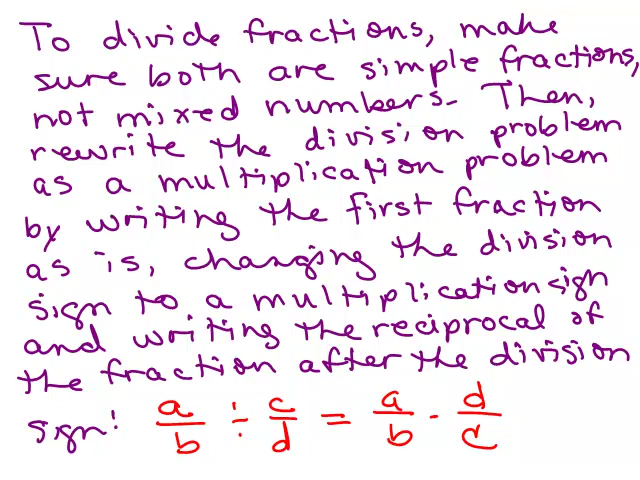 To divide fractions, make
sure both are simple fractions,
not mixed numbers. Then,
rewrite the division problem
as a multiplication problem
by writing the first fraction
as is, changing the division
sign to a multiplication sign
and writing the reciprocal of
the fraction after the division
sign! a/b ÷ c/d = a/b · d/c